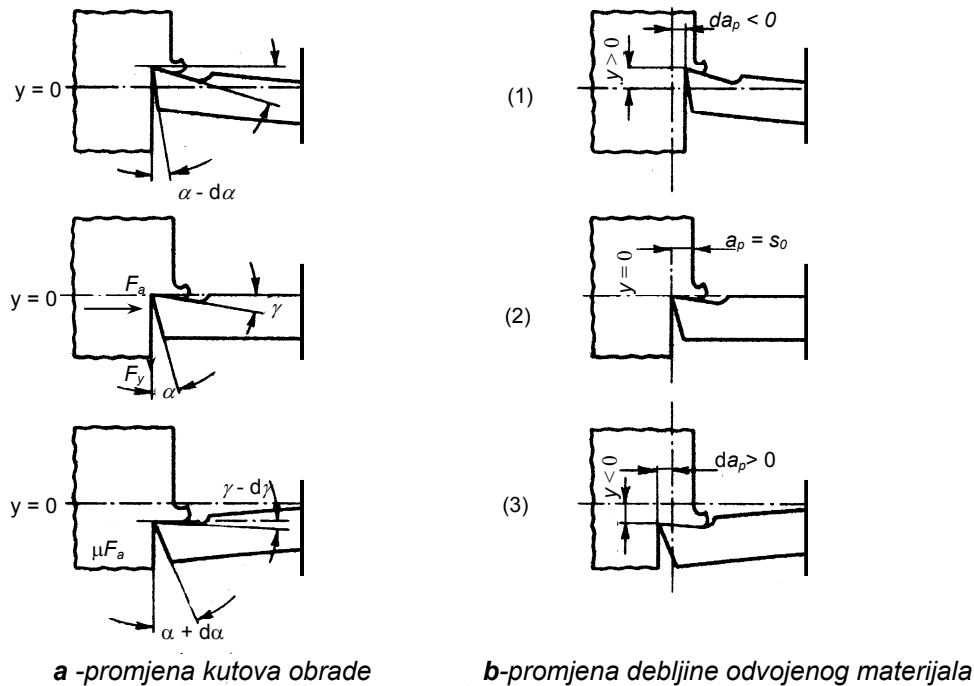 da_p < 0
y = 0
y > 0
(1)
α - dα
a_p = s_0
y = 0
F_a
y = 0
(2)
γ
F_y
α
γ - dγ
da_p > 0
y = 0
y < 0
(3)
μF_a
α + dα
a -promjena kutova obrade
b-promjena debljine odvojenog materijala